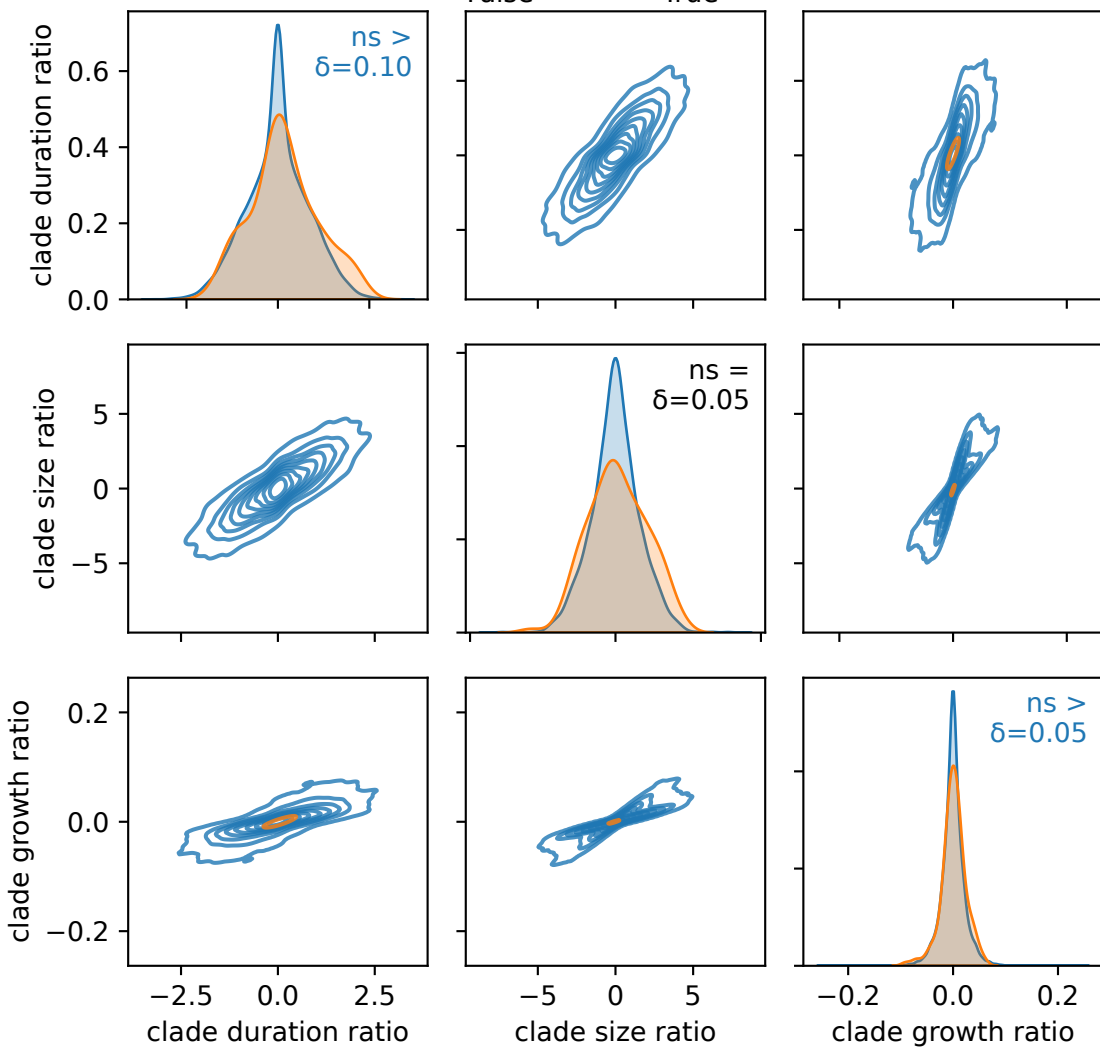 clade duration ratio
0.6
0.4
0.2
0.0
ns >
δ=0.10
clade size ratio
5
0
−5
ns =
δ=0.05
clade growth ratio
0.2
0.0
−0.2
ns >
δ=0.05
−2.5 0.0 2.5
−5 0 5
−0.2 0.0 0.2
clade duration ratio
clade size ratio
clade growth ratio